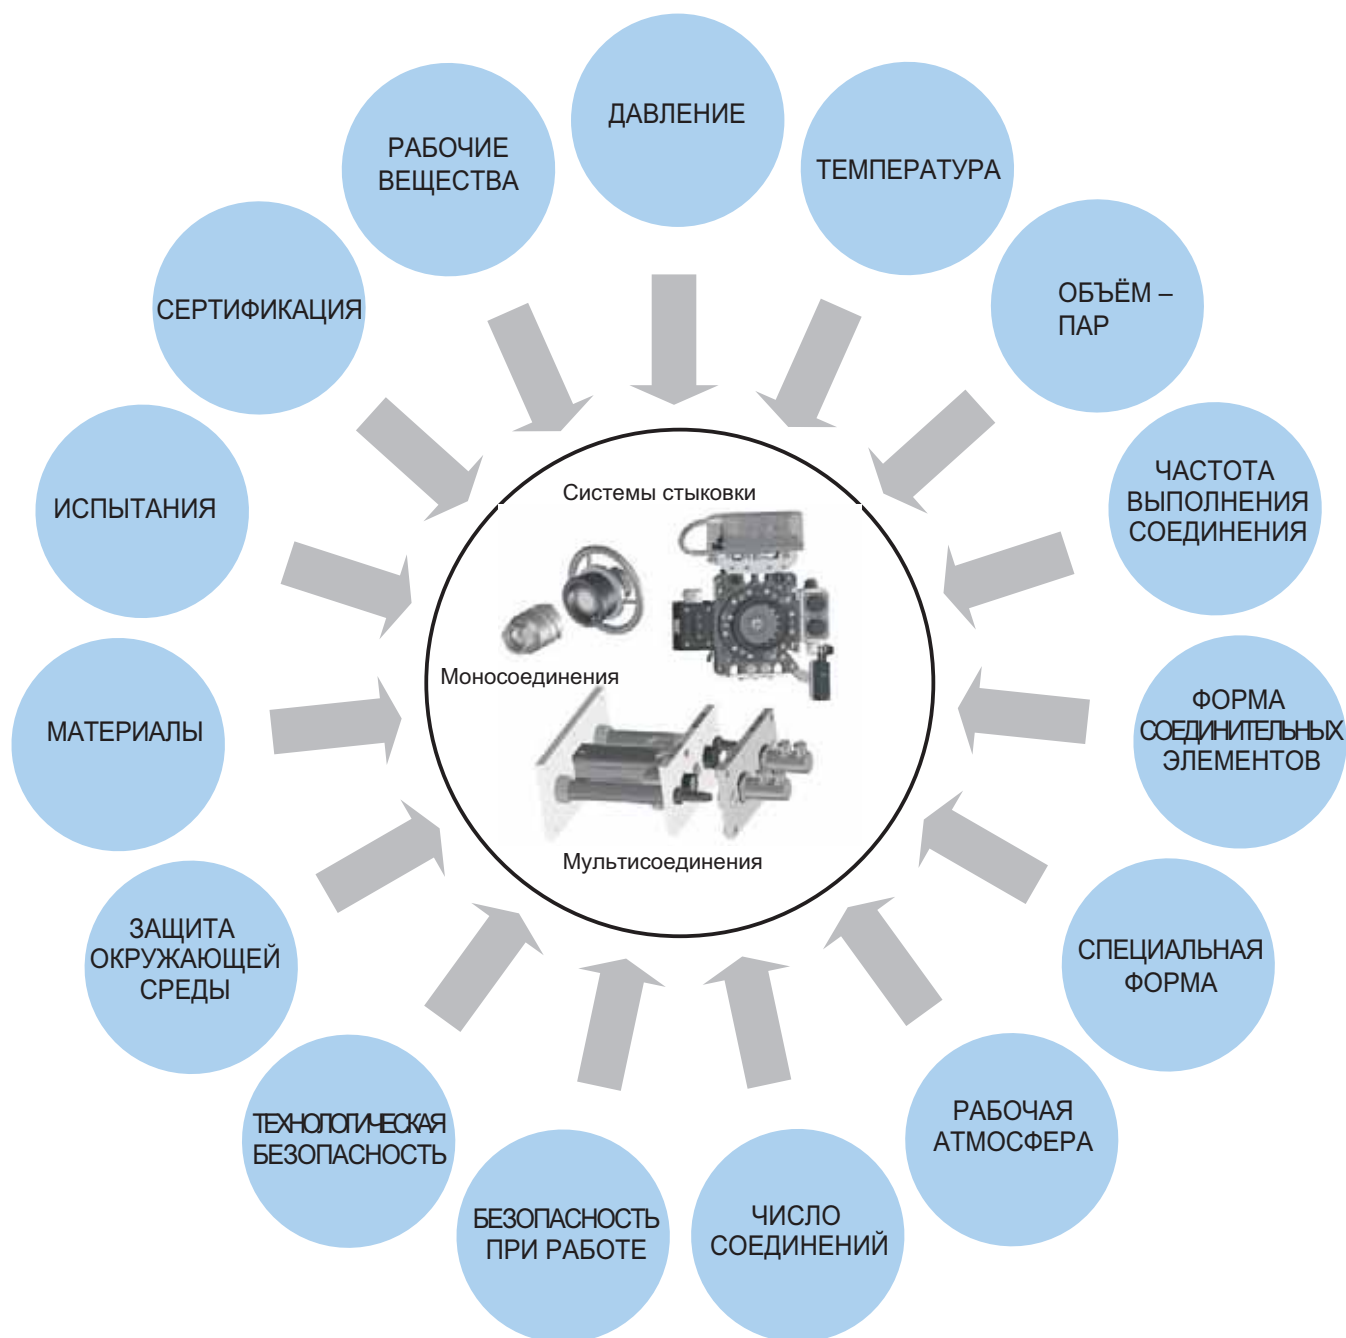 ДАВЛЕНИЕ
ТЕМПЕРАТУРА
ОБЪЁМ –
ПАР
ЧАСТОТА
ВЫПОЛНЕНИЯ
СОЕДИНЕНИЯ
ФОРМА
СОЕДИНИТЕЛЬНЫХ
ЭЛЕМЕНТОВ
СПЕЦИАЛЬНАЯ
ФОРМА
РАБОЧАЯ
АТМОСФЕРА
ЧИСЛО
СОЕДИНЕНИЙ
БЕЗОПАСНОСТЬ
ПРИ РАБОТЕ
ТЕХНОЛОГИЧЕСКАЯ
БЕЗОПАСНОСТЬ
ЗАЩИТА
ОКРУЖАЮЩЕЙ
СРЕДЫ
МАТЕРИАЛЫ
ИСПЫТАНИЯ
СЕРТИФИКАЦИЯ
РАБОЧИЕ
ВЕЩЕСТВА
Системы стыковки
Моносоединения
Мультисоединения